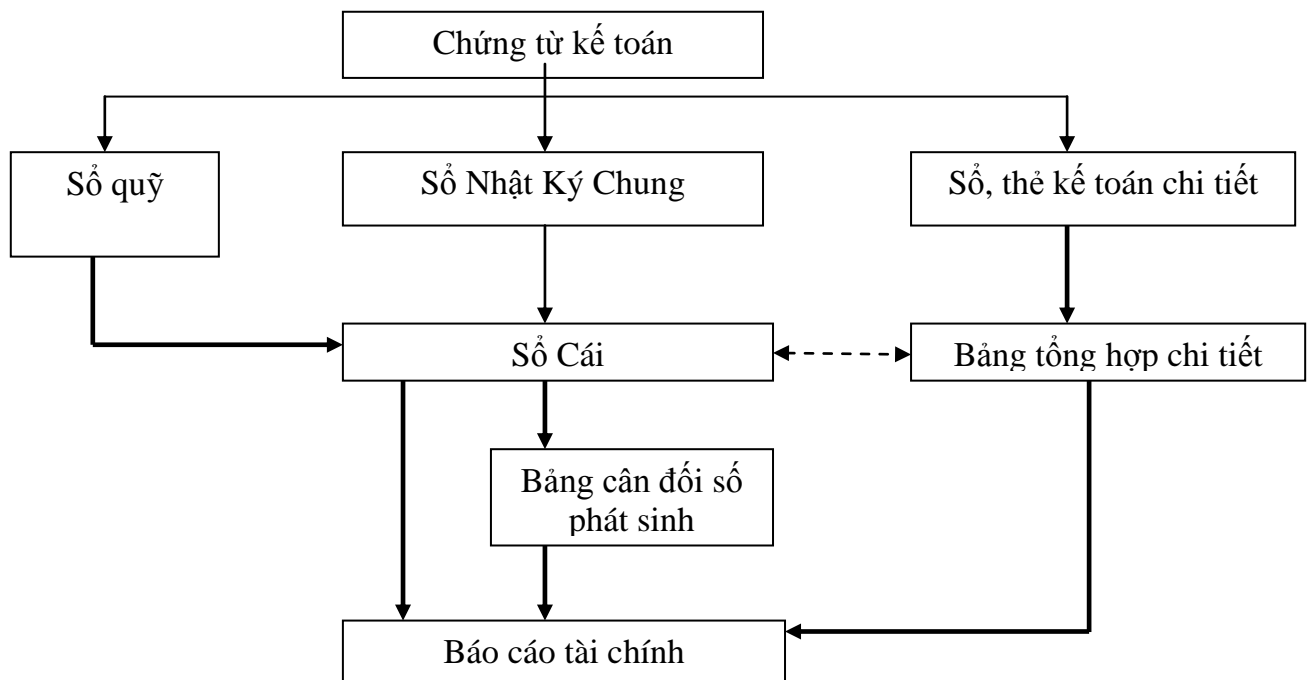 Chứng từ kế toán
Sổ quỹ
Sổ Nhật Ký Chung
Sổ, thẻ kế toán chi tiết
Sổ Cái
Bảng tổng hợp chi tiết
Bảng cân đối số
phát sinh
Báo cáo tài chính